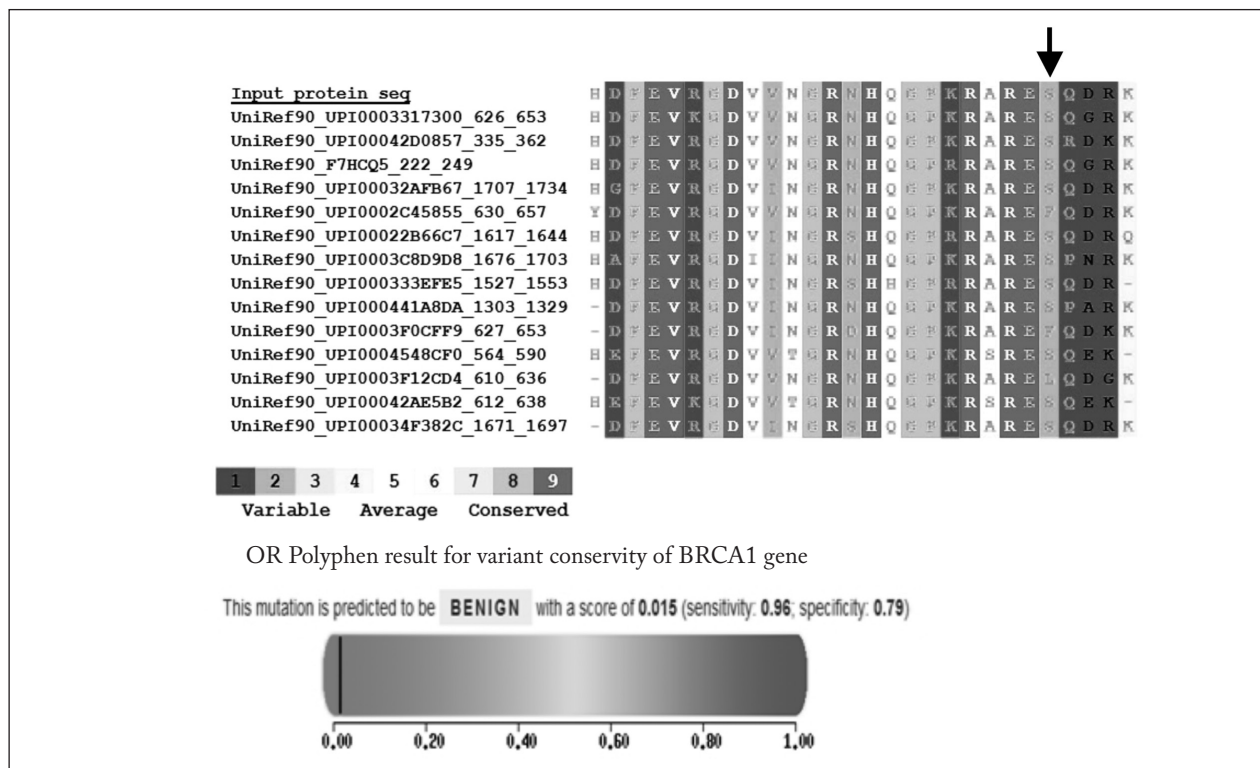 Input protein seq H D F E V R G D V V N G R N H Q G P K R A R E S Q D R K
UniRef90_UPI0003317300_626_653 H D F E V K G D V V N G R N H Q G P K R A R E S Q G R K
UniRef90_UPI00042D0857_335_362 H D F E V R G D V V N G R N H Q G P K R A R E S R D K K
UniRef90_F7HCQ5_222_249 H D F E V R G D V V N G R N H Q G P R R A R E S Q G R K
UniRef90_UPI00032AFB67_1707_1734 H G F E V R G D V I N G R N H Q G P K R A R E S Q D R K
UniRef90_UPI0002C45855_630_657 Y D F E V R G D V V N G R N H Q G P K R A R E F Q D R K
UniRef90_UPI00022B66C7_1617_1644 H D F E V R G D V I N G R S H Q G P R R A R E S Q D R Q
UniRef90_UPI0003C8D9D8_1676_1703 H A F E V R G D I I N G R N H Q G P K R A R E S P N R K
UniRef90_UPI000333EFE5_1527_1553 H D F E V R G D V I N G R S H H G P R R A R E S Q D R -
UniRef90_UPI000441A8DA_1303_1329 - D F E V R G D V I N G R N H Q G P K R A R E S P A R K
UniRef90_UPI0003F0CFF9_627_653 - D F E V R G D V I N G R D H Q G P K R A R E F Q D K K
UniRef90_UPI0004548CF0_564_590 H E F E V R G D V V T G R N H Q G P K R S R E S Q E K -
UniRef90_UPI0003F12CD4_610_636 - D F E V R G D V V N G R N H Q G P K R A R E L Q D G K
UniRef90_UPI00042AE5B2_612_638 H E F E V K G D V V T G R N H Q G P K R S R E S Q E K -
UniRef90_UPI00034F382C_1671_1697 - D F E V R G D V I N G R S H Q G P K R A R E S Q D R K
1 2 3 4 5 6 7 8 9
Variable Average Conserved
OR Polyphen result for variant conservity of BRCA1 gene
This mutation is predicted to be BENIGN with a score of 0.015 (sensitivity: 0.96; specificity: 0.79)
0.00 0.20 0.40 0.60 0.80 1.00